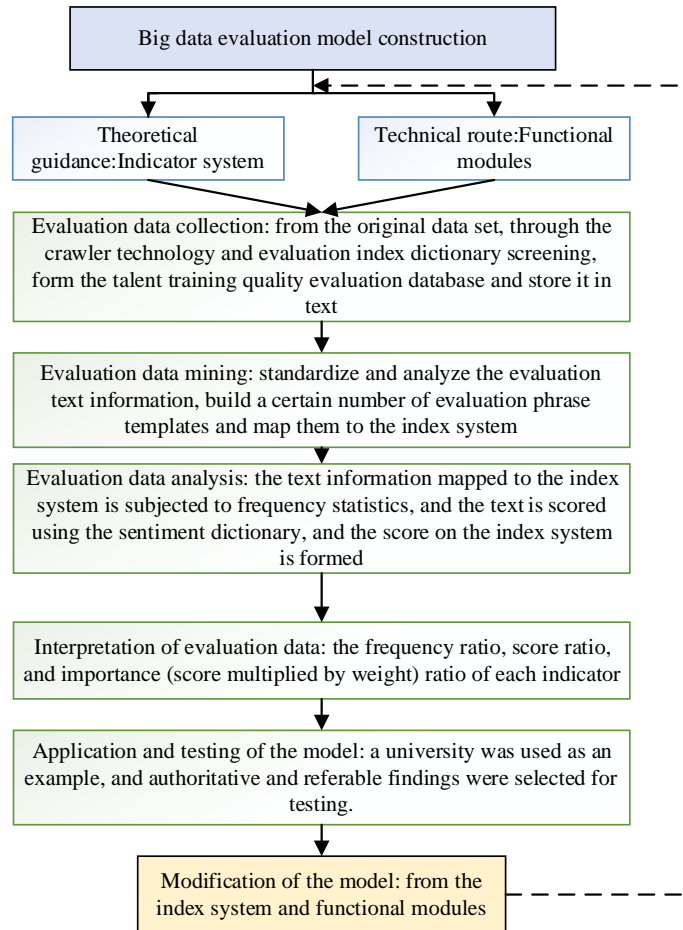 Big data evaluation model construction
Theoretical
guidance:Indicator system
Technical route:Functional
modules
Evaluation data collection: from the original data set, through the
crawler technology and evaluation index dictionary screening,
form the talent training quality evaluation database and store it in
text
Evaluation data mining: standardize and analyze the evaluation
text information, build a certain number of evaluation phrase
templates and map them to the index system
Evaluation data analysis: the text information mapped to the index
system is subjected to frequency statistics, and the text is scored
using the sentiment dictionary, and the score on the index system
is formed
Interpretation of evaluation data: the frequency ratio, score ratio,
and importance (score multiplied by weight) ratio of each indicator
Application and testing of the model: a university was used as an
example, and authoritative and referable findings were selected for
testing.
Modification of the model: from the
index system and functional modules